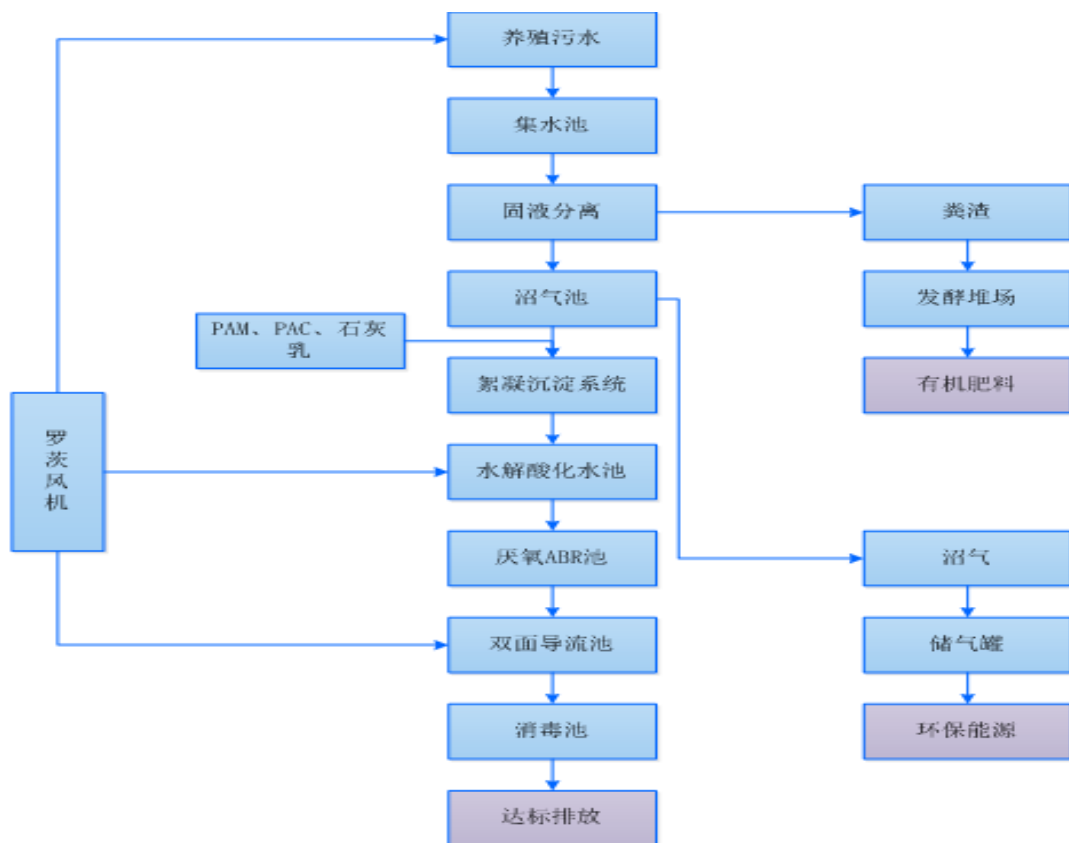 养殖污水
集水池
固液分离
粪渣
沼气池
发酵堆场
PAM、PAC、石灰
乳
絮凝沉淀系统
有机肥料
罗
茨
风
机
水解酸化水池
厌氧ABR池
沼气
双面导流池
储气罐
消毒池
环保能源
达标排放